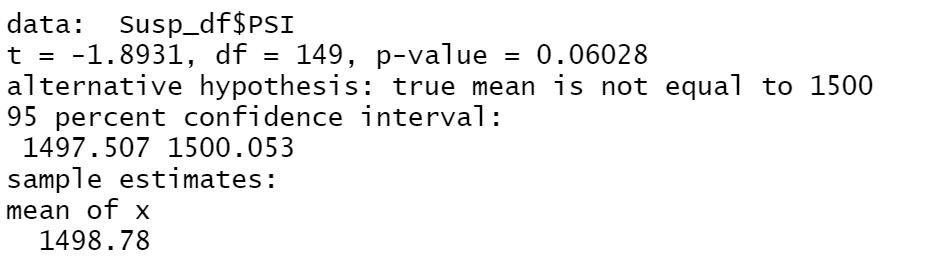 data:  Susp_df$PSI
t = -1.8931, df = 149, p-value = 0.06028
alternative hypothesis: true mean is not equal to 1500
95 percent confidence interval:
 1497.507 1500.053
sample estimates:
mean of x
  1498.78